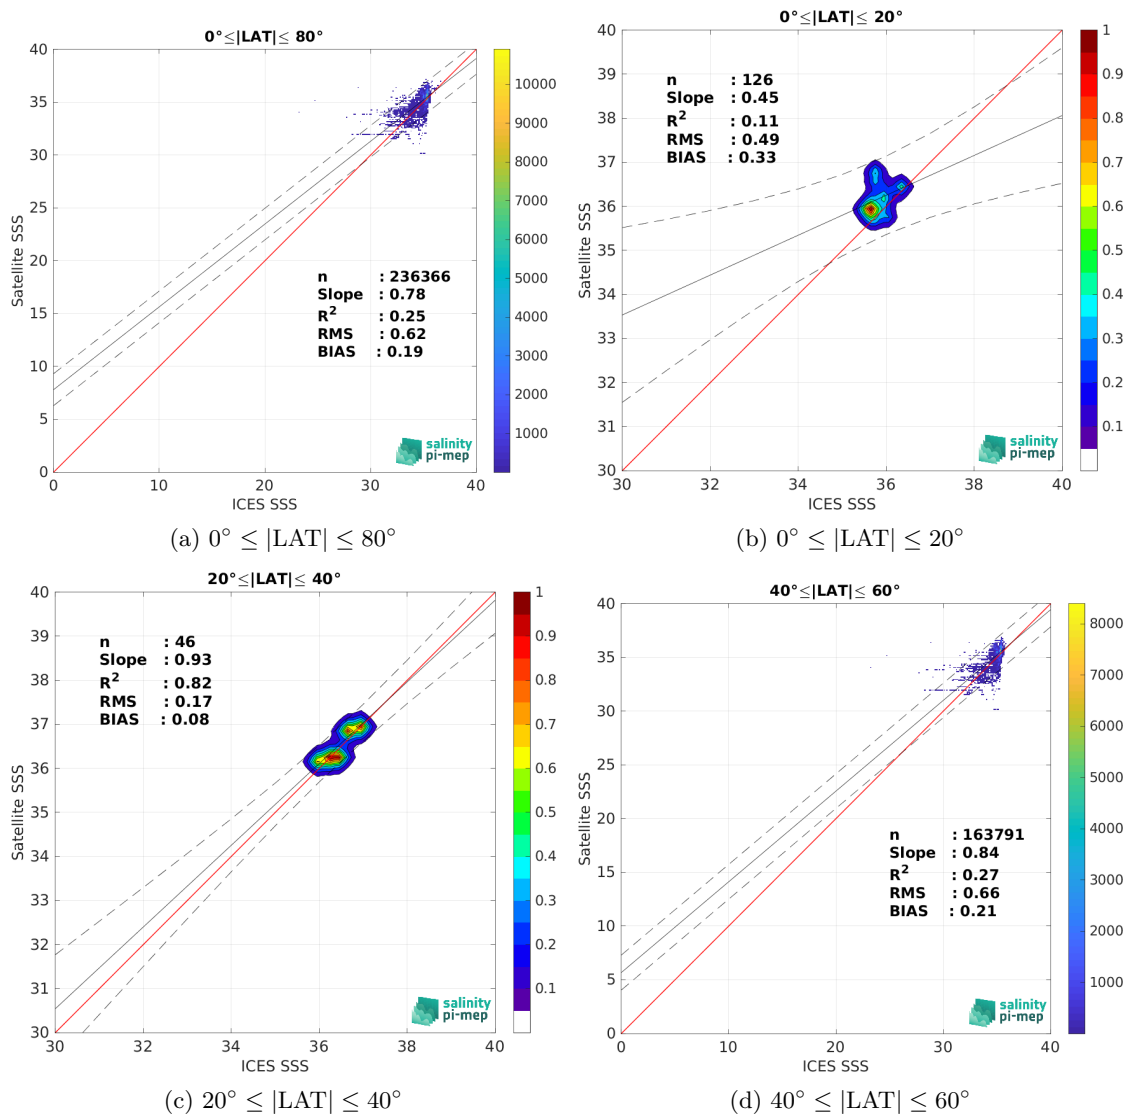 0°≤|LAT|≤ 80°
40
35
30
25
20
15
10
5
0
0
10
20
30
40
Satellite SSS
ICES SSS
n : 236366
Slope : 0.78
R² : 0.25
RMS : 0.62
BIAS : 0.19
salinity
pi-mep
10000
9000
8000
7000
6000
5000
4000
3000
2000
1000
(a) 0° ≤ |LAT| ≤ 80°
0°≤|LAT|≤ 20°
40
39
38
37
36
35
34
33
32
31
30
30
32
34
36
38
40
Satellite SSS
ICES SSS
n : 126
Slope : 0.45
R² : 0.11
RMS : 0.49
BIAS : 0.33
salinity
pi-mep
1
0.9
0.8
0.7
0.6
0.5
0.4
0.3
0.2
0.1
(b) 0° ≤ |LAT| ≤ 20°
20°≤|LAT|≤ 40°
40
39
38
37
36
35
34
33
32
31
30
30
32
34
36
38
40
Satellite SSS
ICES SSS
n : 46
Slope : 0.93
R² : 0.82
RMS : 0.17
BIAS : 0.08
salinity
pi-mep
1
0.9
0.8
0.7
0.6
0.5
0.4
0.3
0.2
0.1
(c) 20° ≤ |LAT| ≤ 40°
40°≤|LAT|≤ 60°
40
35
30
25
20
15
10
5
0
0
10
20
30
40
Satellite SSS
ICES SSS
n : 163791
Slope : 0.84
R² : 0.27
RMS : 0.66
BIAS : 0.21
salinity
pi-mep
8000
7000
6000
5000
4000
3000
2000
1000
(d) 40° ≤ |LAT| ≤ 60°